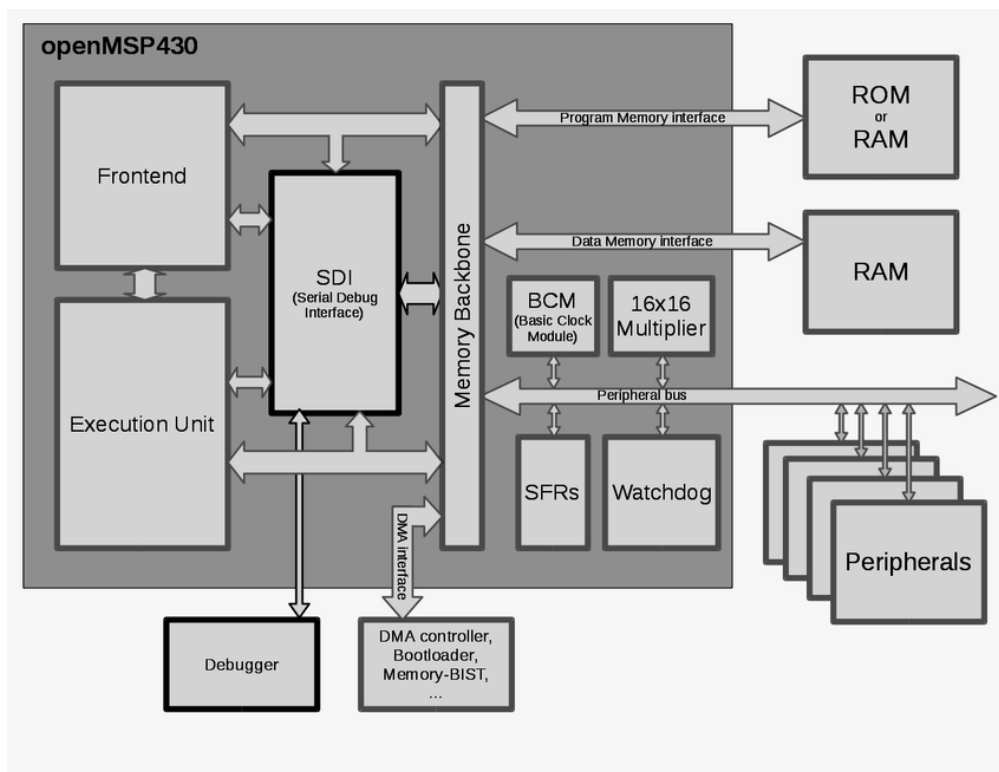 openMSP430
Frontend
SDI
(Serial Debug
Interface)
Execution Unit
Memory Backbone
Program Memory interface
ROM
or
RAM
Data Memory interface
RAM
BCM
(Basic Clock
Module)
16x16
Multiplier
Peripheral bus
SFRs
Watchdog
Peripherals
DMA interface
Debugger
DMA controller,
Bootloader,
Memory-BIST,
...